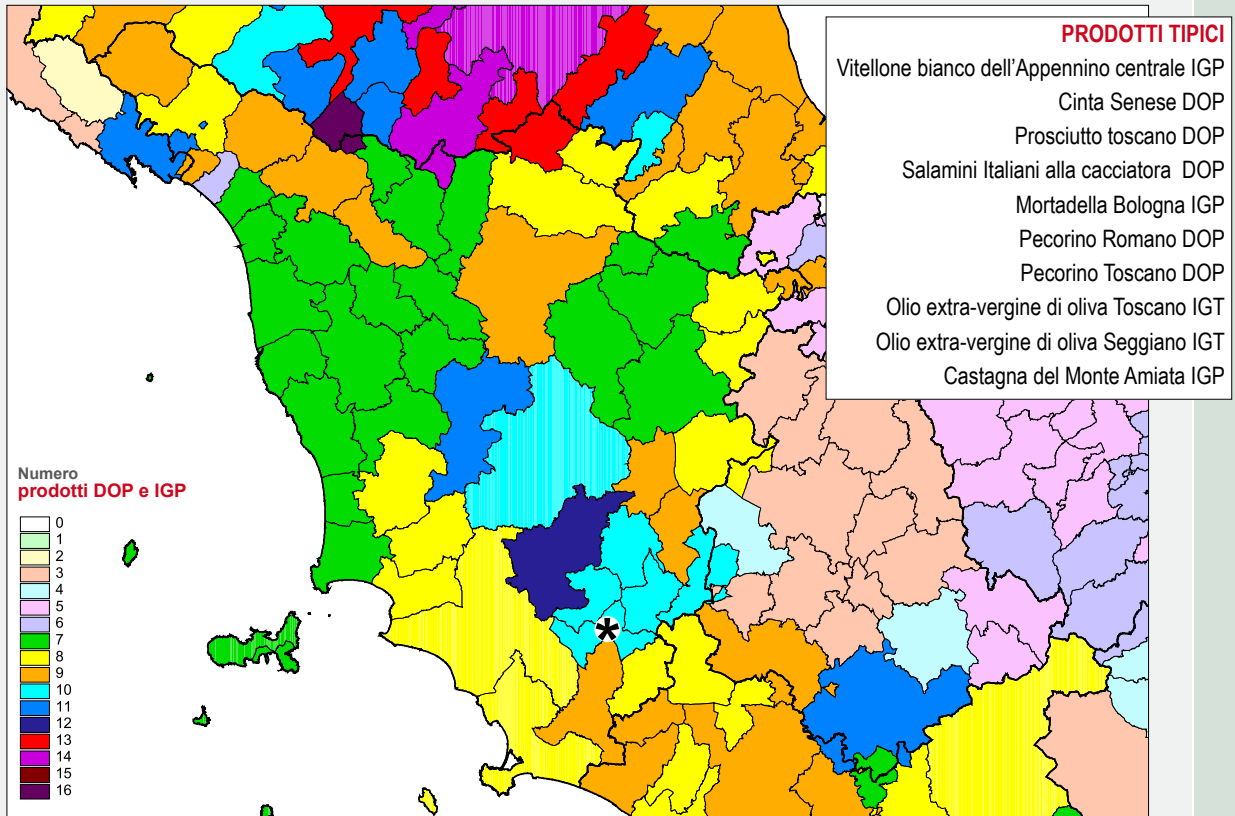 PRODOTTI TIPICI
Vitellone bianco dell’Appennino centrale IGP
Cinta Senese DOP
Prosciutto toscano DOP
Salamini Italiani alla cacciatora DOP
Mortadella Bologna IGP
Pecorino Romano DOP
Pecorino Toscano DOP
Olio extra-vergine di oliva Toscano IGT
Olio extra-vergine di oliva Seggiano IGT
Castagna del Monte Amiata IGP
Numero
prodotti DOP e IGP
0
1
2
3
4
5
6
7
8
9
10
11
12
13
14
15
16
*